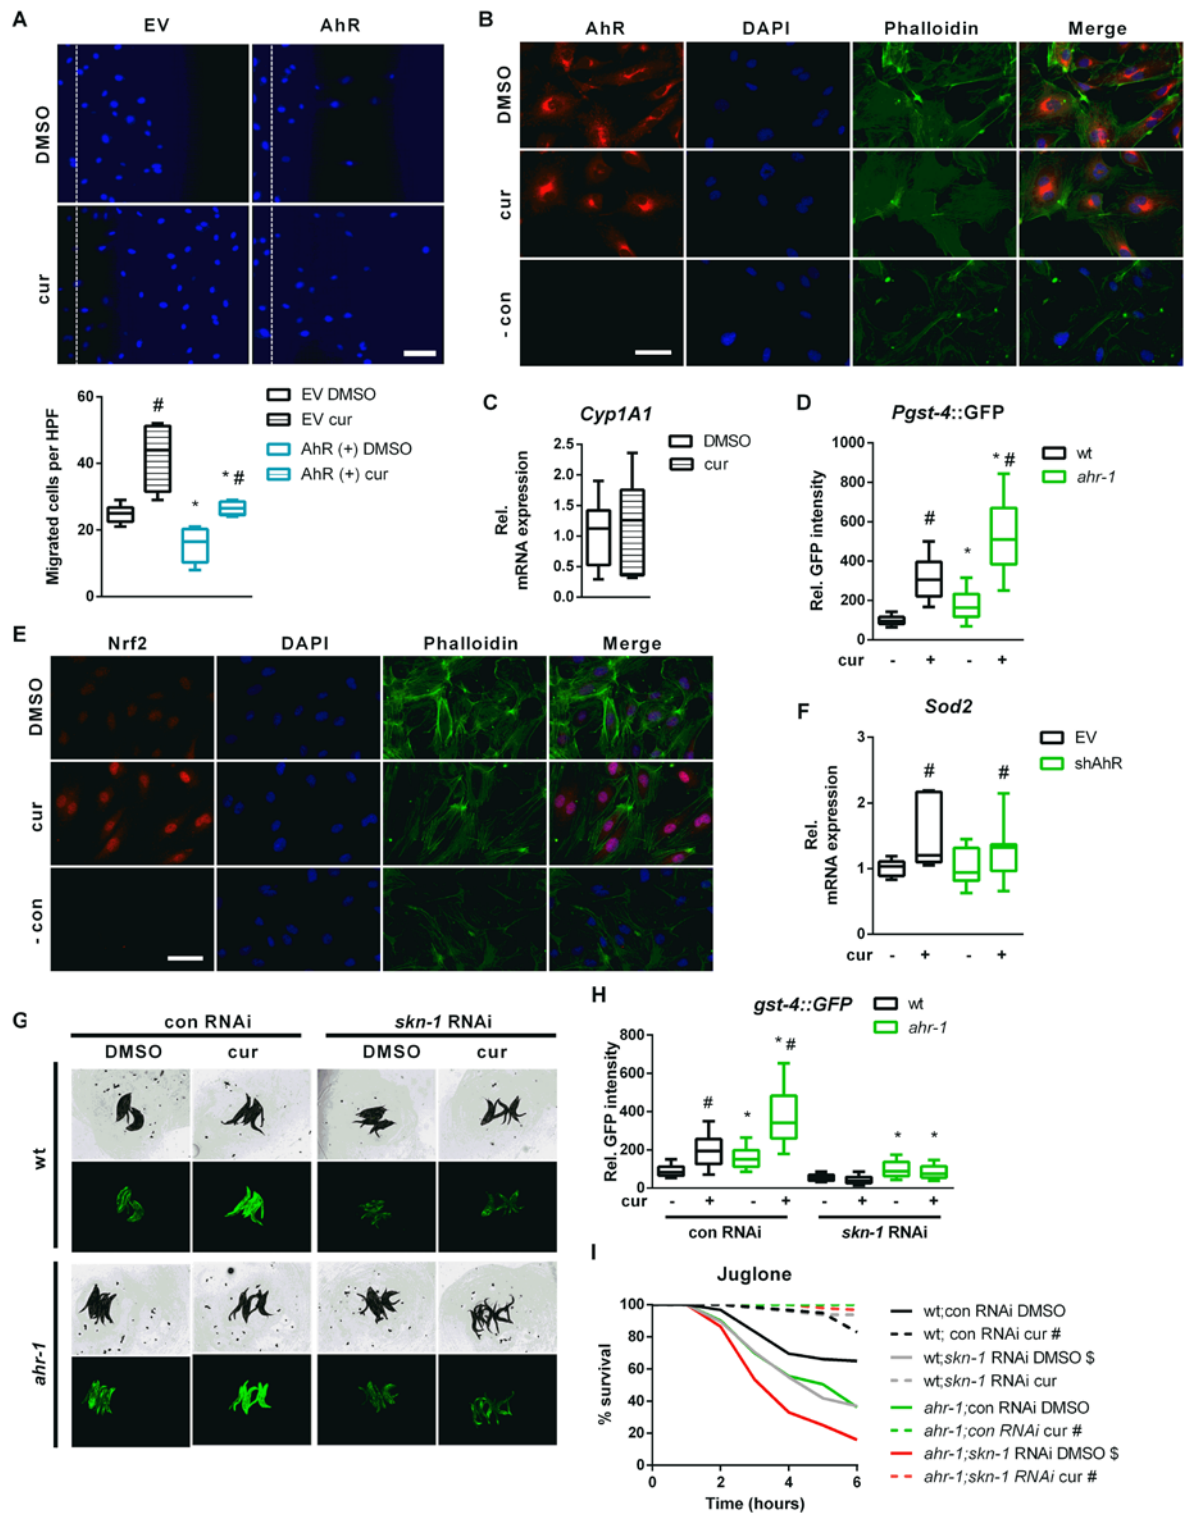 A
EV
AhR
DMSO
cur
Migrated cells per HPF
60
40
20
0
#
*
* #
EV DMSO
EV cur
AhR (+) DMSO
AhR (+) cur
B
AhR
DAPI
Phalloidin
Merge
DMSO
cur
- con
C
Cyp1A1
Rel.
mRNA expression
2.5
2.0
1.5
1.0
0.5
0.0
DMSO
cur
D
Pgst-4::GFP
Rel. GFP intensity
1000
800
600
400
200
0
#
*
* #
wt
ahr-1
cur - + - +
E
Nrf2
DAPI
Phalloidin
Merge
DMSO
cur
- con
F
Sod2
Rel.
mRNA expression
3
2
1
0
#
#
EV
shAhR
cur - + - +
G
con RNAi
skn-1 RNAi
DMSO
cur
DMSO
cur
wt
ahr-1
H
gst-4::GFP
Rel. GFP intensity
800
600
400
200
0
#
*
* #
*
*
wt
ahr-1
cur - + - + - + - +
con RNAi
skn-1 RNAi
I
Juglone
% survival
100
80
60
40
20
0
0 2 4 6
Time (hours)
wt;con RNAi DMSO
wt; con RNAi cur #
wt;skn-1 RNAi DMSO $
wt;skn-1 RNAi cur
ahr-1;con RNAi DMSO
ahr-1;con RNAi cur #
ahr-1;skn-1 RNAi DMSO $
ahr-1;skn-1 RNAi cur #